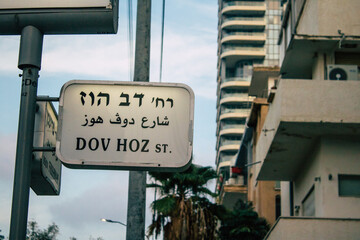 רח' דב הוז
شارع دوف هوز
DOV HOZ ST.